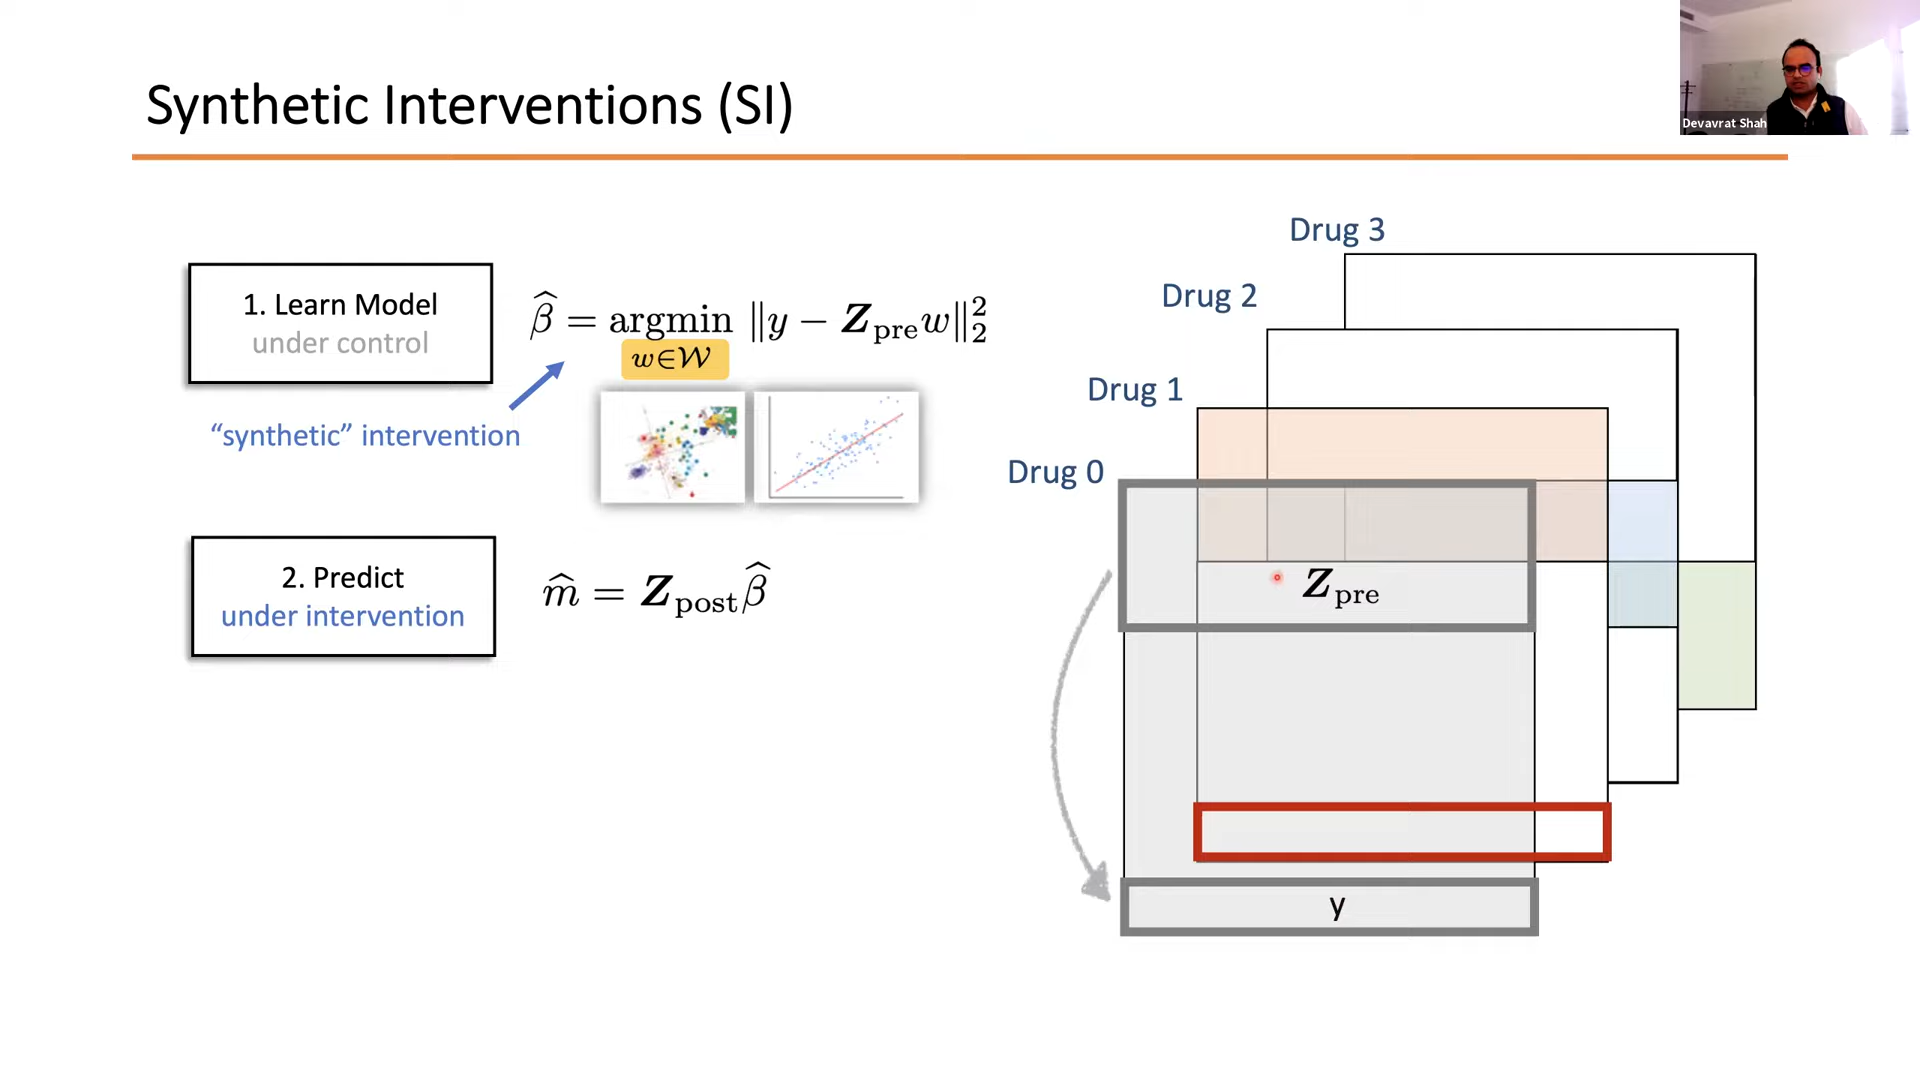 Synthetic Interventions (SI)
Devavrat Shah
1. Learn Model
under control
β̂ = argmin ‖y − Z_pre w‖₂²
w∈𝒲
“synthetic” intervention
2. Predict
under intervention
m̂ = Z_post β̂
Drug 3
Drug 2
Drug 1
Drug 0
Z_pre
y